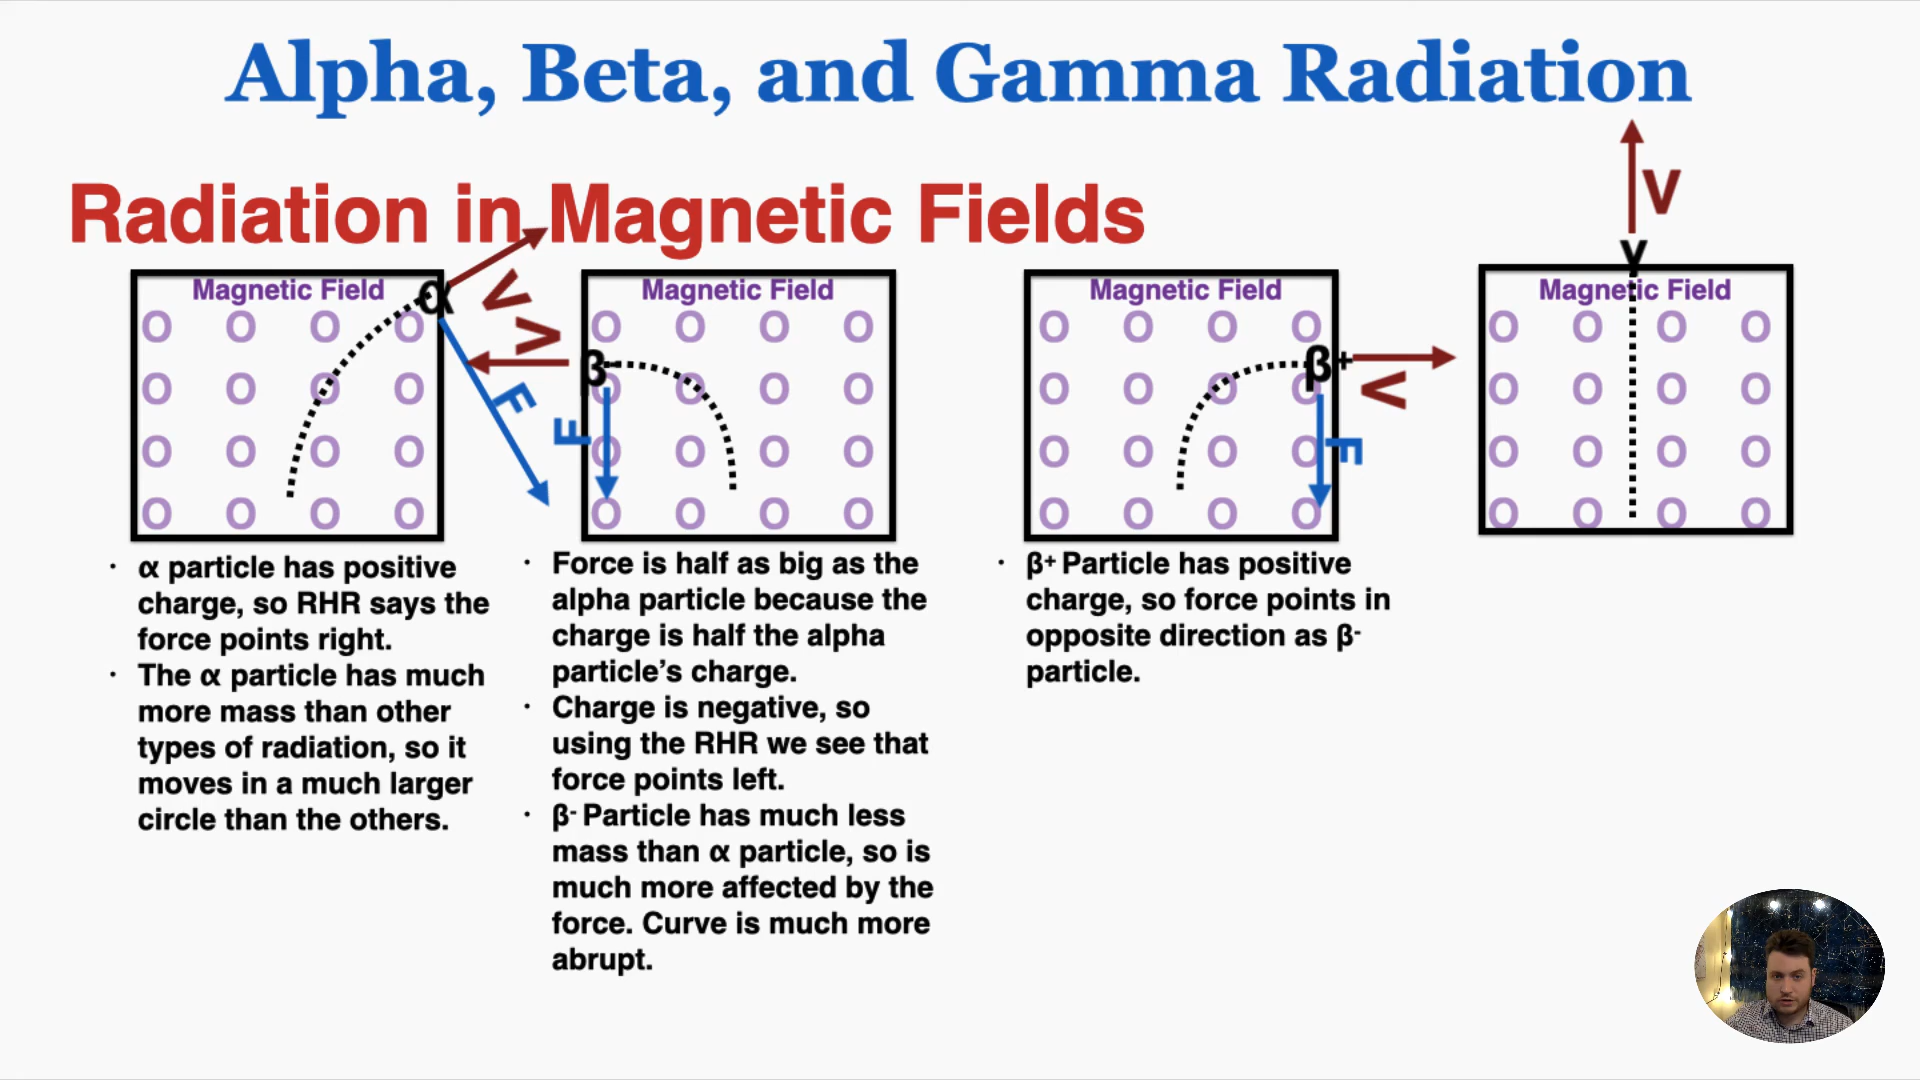 Alpha, Beta, and Gamma Radiation
Radiation in Magnetic Fields
Magnetic Field
O O O O
O O O O
O O O O
O O O O
α
V
F
α particle has positive
charge, so RHR says the
force points right.
The α particle has much
more mass than other
types of radiation, so it
moves in a much larger
circle than the others.
Magnetic Field
O O O O
O O O O
O O O O
O O O O
β-
V
F
Force is half as big as the
alpha particle because the
charge is half the alpha
particle’s charge.
Charge is negative, so
using the RHR we see that
force points left.
β- Particle has much less
mass than α particle, so is
much more affected by the
force. Curve is much more
abrupt.
Magnetic Field
O O O O
O O O O
O O O O
O O O O
β+
V
F
β+ Particle has positive
charge, so force points in
opposite direction as β-
particle.
V
γ
Magnetic Field
O O O O
O O O O
O O O O
O O O O